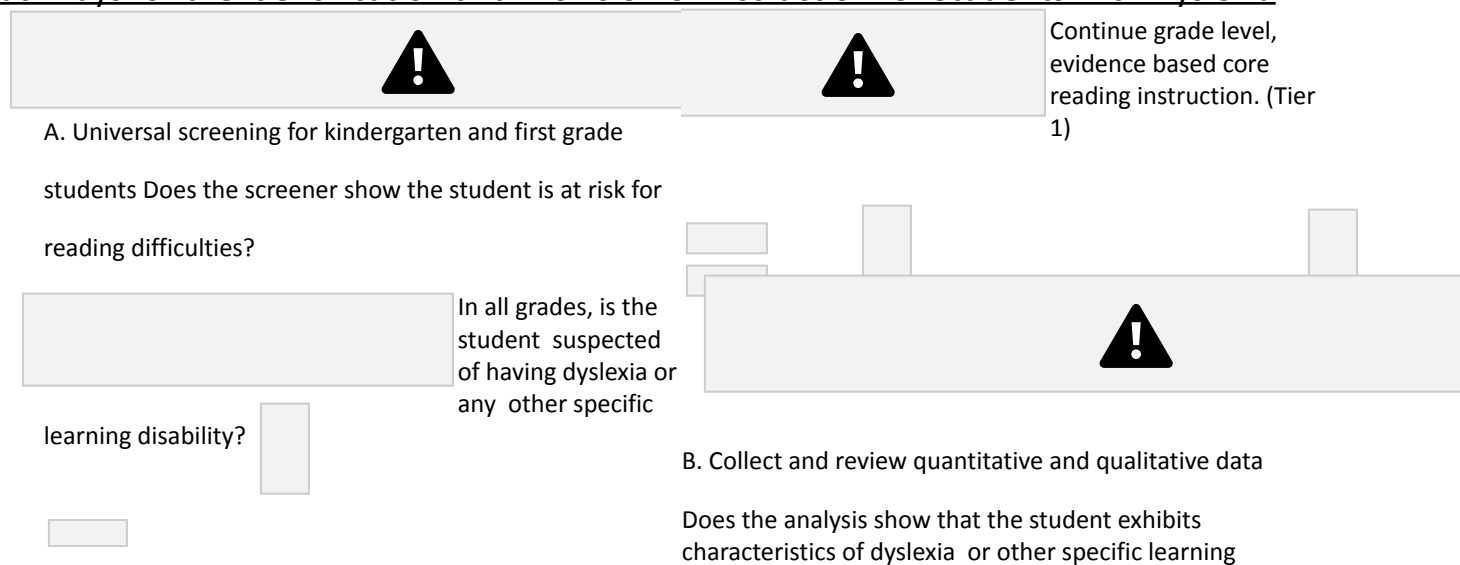 A. Universal screening for kindergarten and first grade
students Does the screener show the student is at risk for
reading difficulties?
In all grades, is the
student suspected
of having dyslexia or
any other specific
learning disability?
Continue grade level,
evidence based core
reading instruction. (Tier
1)
B. Collect and review quantitative and qualitative data
Does the analysis show that the student exhibits
characteristics of dyslexia or other specific learning